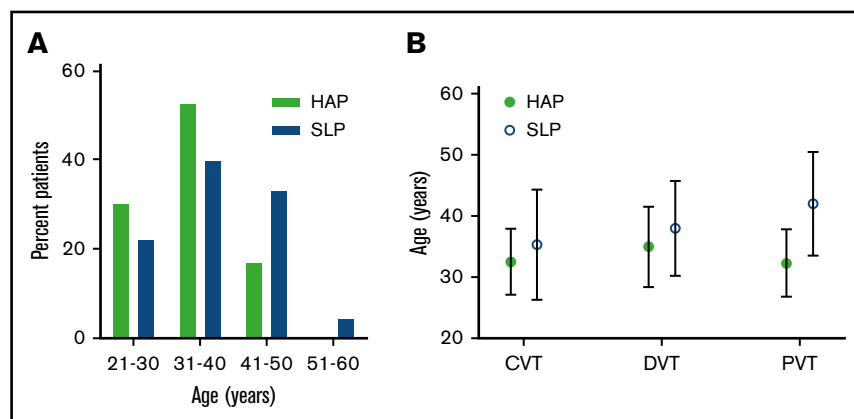 A
60
40
20
0
Percent patients
HAP
SLP
21-30 31-40 41-50 51-60
Age (years)
B
60
50
40
30
20
Age (years)
HAP
SLP
CVT DVT PVT